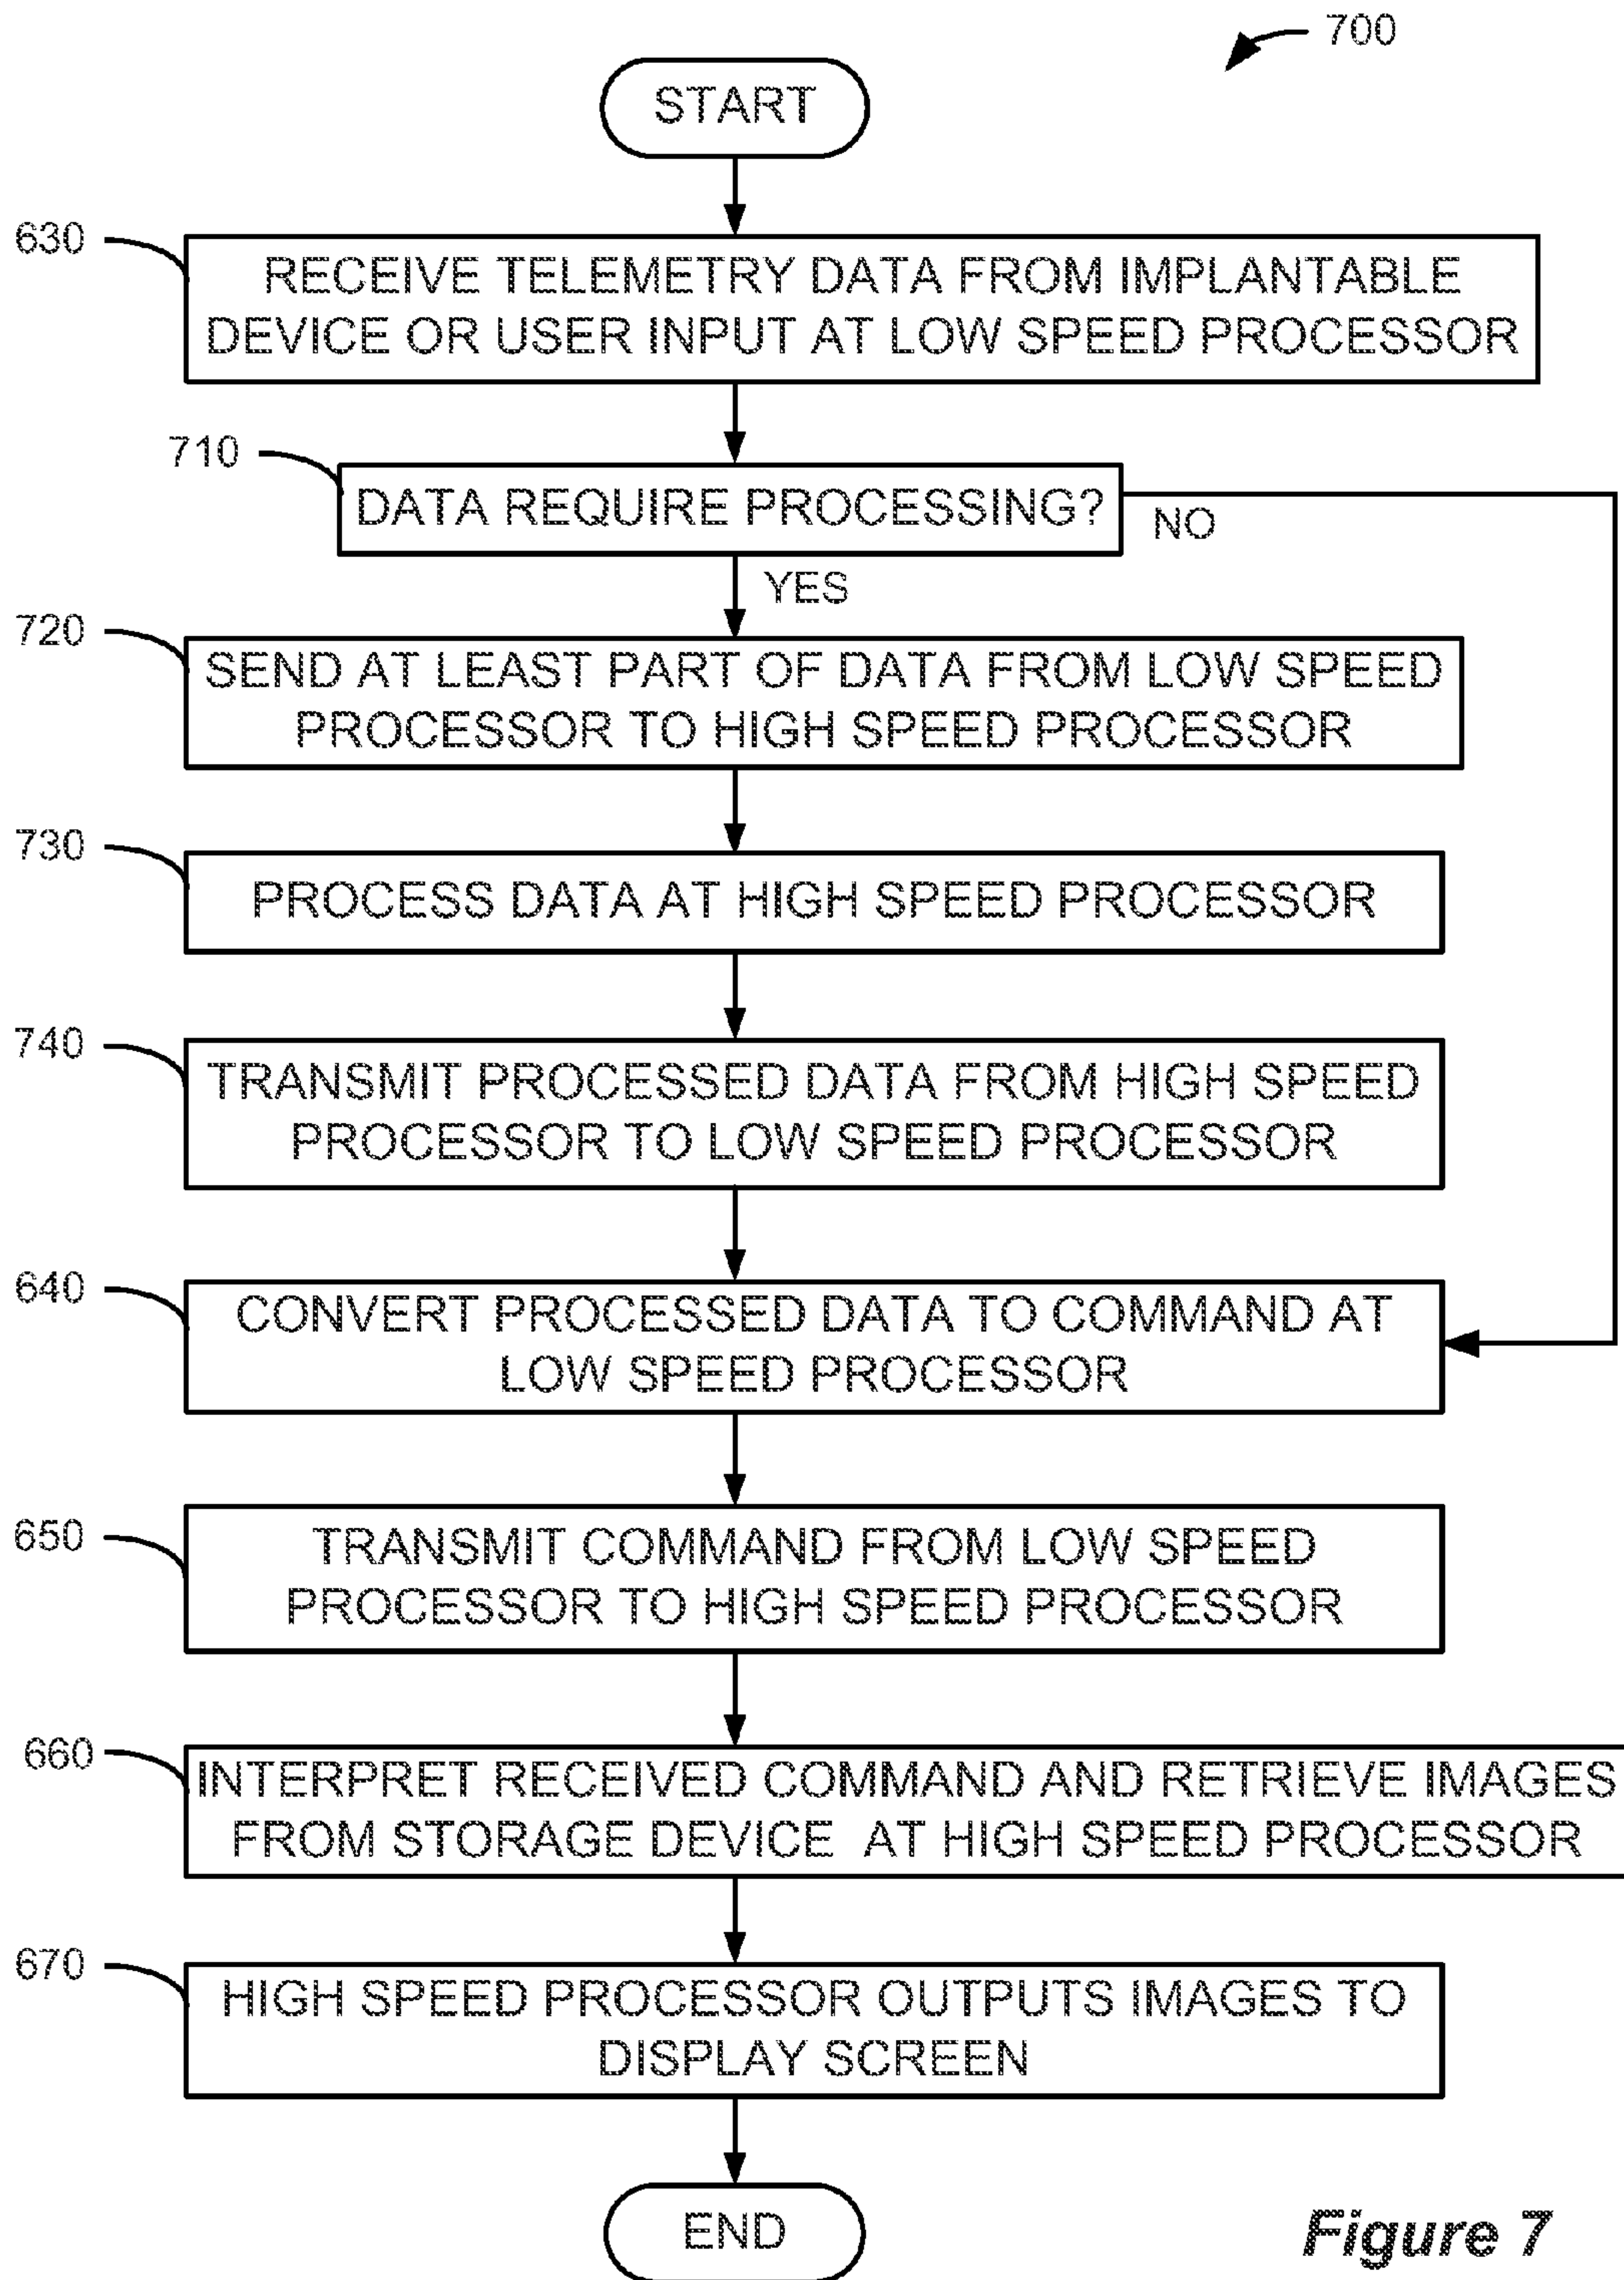 700
START
630
RECEIVE TELEMETRY DATA FROM IMPLANTABLE
DEVICE OR USER INPUT AT LOW SPEED PROCESSOR
710
DATA REQUIRE PROCESSING?
NO
YES
720
SEND AT LEAST PART OF DATA FROM LOW SPEED
PROCESSOR TO HIGH SPEED PROCESSOR
730
PROCESS DATA AT HIGH SPEED PROCESSOR
740
TRANSMIT PROCESSED DATA FROM HIGH SPEED
PROCESSOR TO LOW SPEED PROCESSOR
640
CONVERT PROCESSED DATA TO COMMAND AT
LOW SPEED PROCESSOR
650
TRANSMIT COMMAND FROM LOW SPEED
PROCESSOR TO HIGH SPEED PROCESSOR
660
INTERPRET RECEIVED COMMAND AND RETRIEVE IMAGES
FROM STORAGE DEVICE AT HIGH SPEED PROCESSOR
670
HIGH SPEED PROCESSOR OUTPUTS IMAGES TO
DISPLAY SCREEN
END
Figure 7